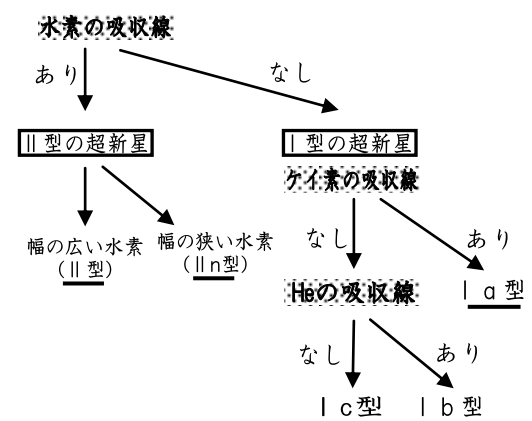 水素の吸収線
あり
なし
Ⅱ型の超新星
Ⅰ型の超新星
ケイ素の吸収線
幅の広い水素
(Ⅱ型)
幅の狭い水素
(Ⅱn型)
なし
あり
Heの吸収線
Ⅰa型
なし
あり
Ⅰc型
Ⅰb型